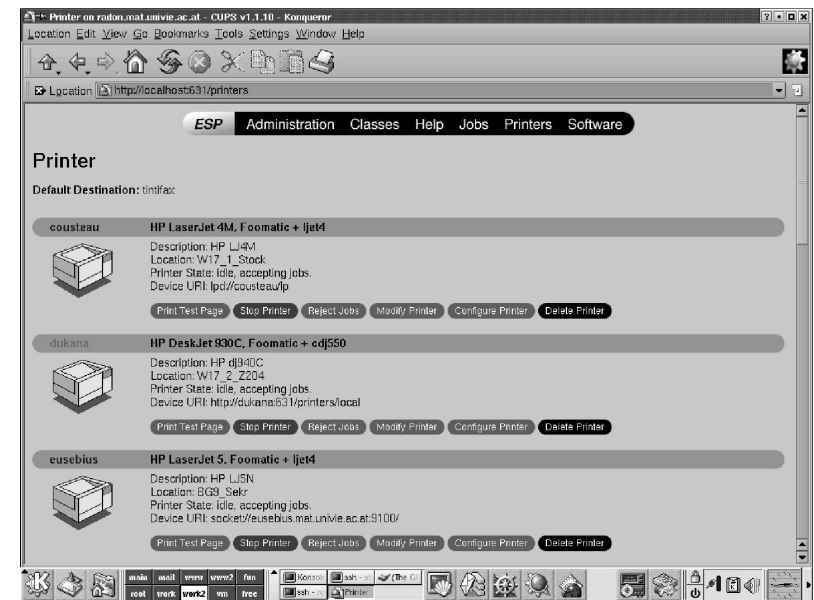 Printer on radon.mat.univie.ac.at - CUPS v1.1.10 - Konqueror
Location Edit View Go Bookmarks Tools Settings Window Help
Location http://localhost:631/printers
ESP Administration Classes Help Jobs Printers Software
Printer
Default Destination: tintifax
cousteau HP LaserJet 4M, Foomatic + ljet4
Description: HP LJ4M
Location: W17_1_Stock
Printer State: idle, accepting jobs.
Device URI: lpd://cousteau/lp
Print Test Page Stop Printer Reject Jobs Modify Printer Configure Printer Delete Printer
dukana HP DeskJet 930C, Foomatic + cdj550
Description: HP dj940C
Location: W17_2_Z204
Printer State: idle, accepting jobs.
Device URI: http://dukana:631/printers/local
Print Test Page Stop Printer Reject Jobs Modify Printer Configure Printer Delete Printer
eusebius HP LaserJet 5, Foomatic + ljet4
Description: HP LJ5N
Location: BG9_Sekr
Printer State: idle, accepting jobs.
Device URI: socket://eusebius.mat.univie.ac.at:9100/
Print Test Page Stop Printer Reject Jobs Modify Printer Configure Printer Delete Printer
main mail www www2 fun Konsol ssh - st (The GI
root work work2 vm free ssh - ro Printer